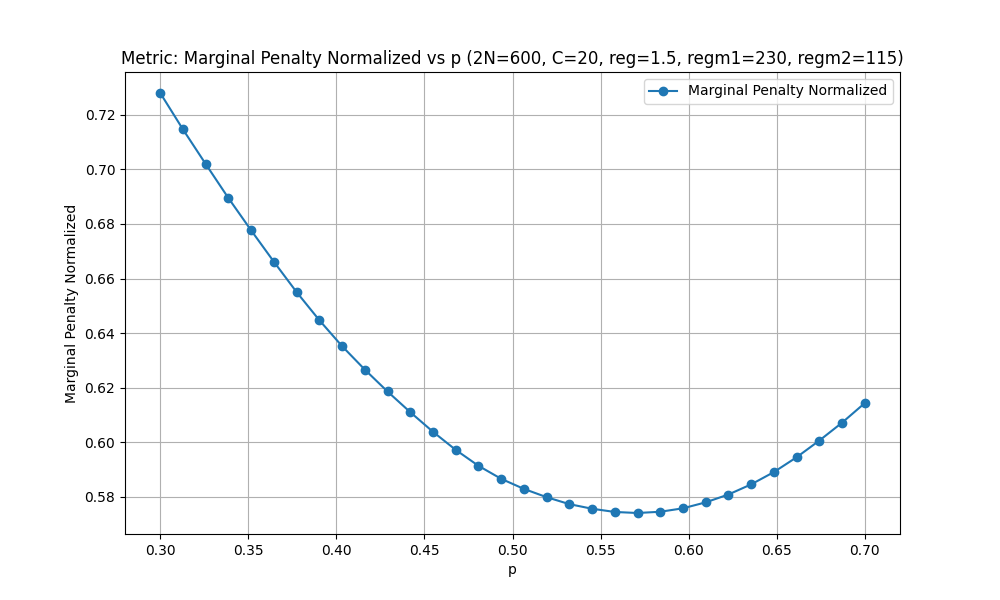 Metric: Marginal Penalty Normalized vs p (2N=600, C=20, reg=1.5, regm1=230, regm2=115)
Marginal Penalty Normalized
0.72
0.70
0.68
0.66
0.64
0.62
0.60
0.58
Marginal Penalty Normalized
0.30 0.35 0.40 0.45 0.50 0.55 0.60 0.65 0.70
p